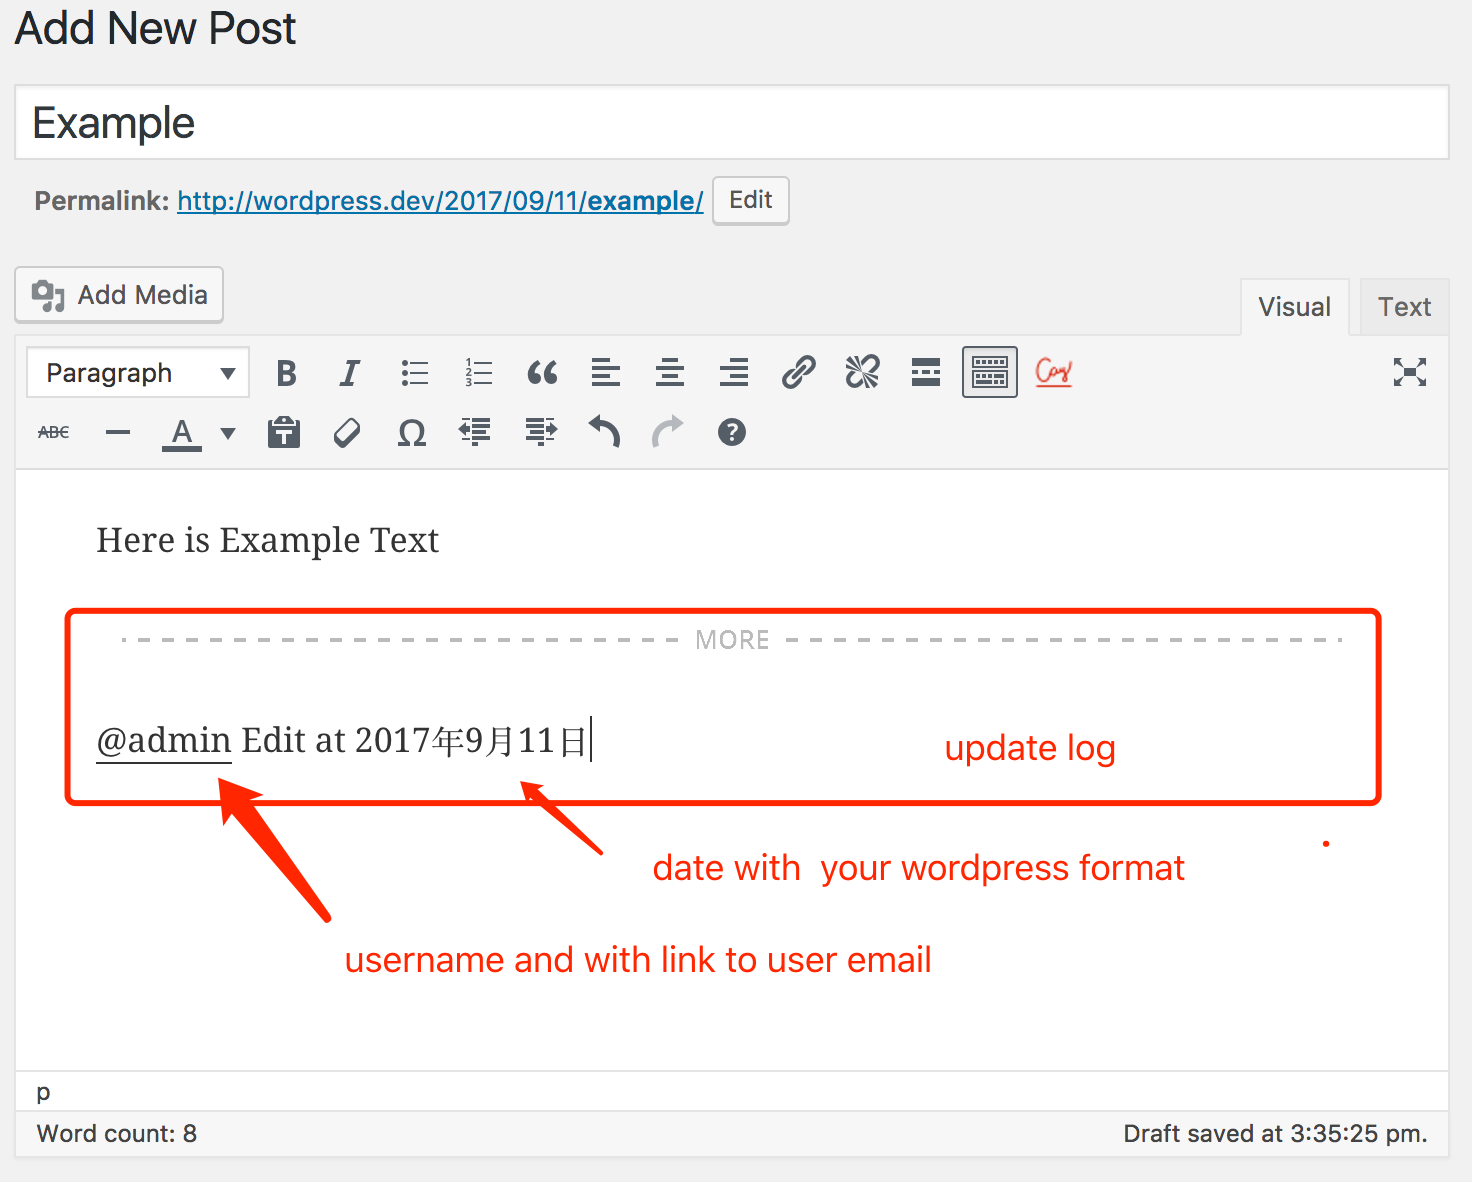 Add New Post
Example
Permalink: http://wordpress.dev/2017/09/11/example/ Edit
Add Media
Visual Text
Paragraph B I
ABC A
Here is Example Text
MORE
@admin Edit at 2017年9月11日
update log
date with your wordpress format
username and with link to user email
p
Word count: 8
Draft saved at 3:35:25 pm.